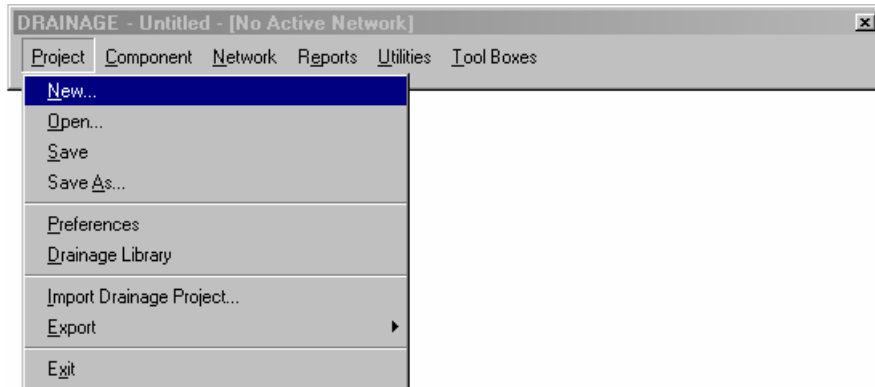 DRAINAGE - Untitled - [No Active Network]
Project Component Network Reports Utilities Tool Boxes
New...
Open...
Save
Save As...
Preferences
Drainage Library
Import Drainage Project...
Export
Exit